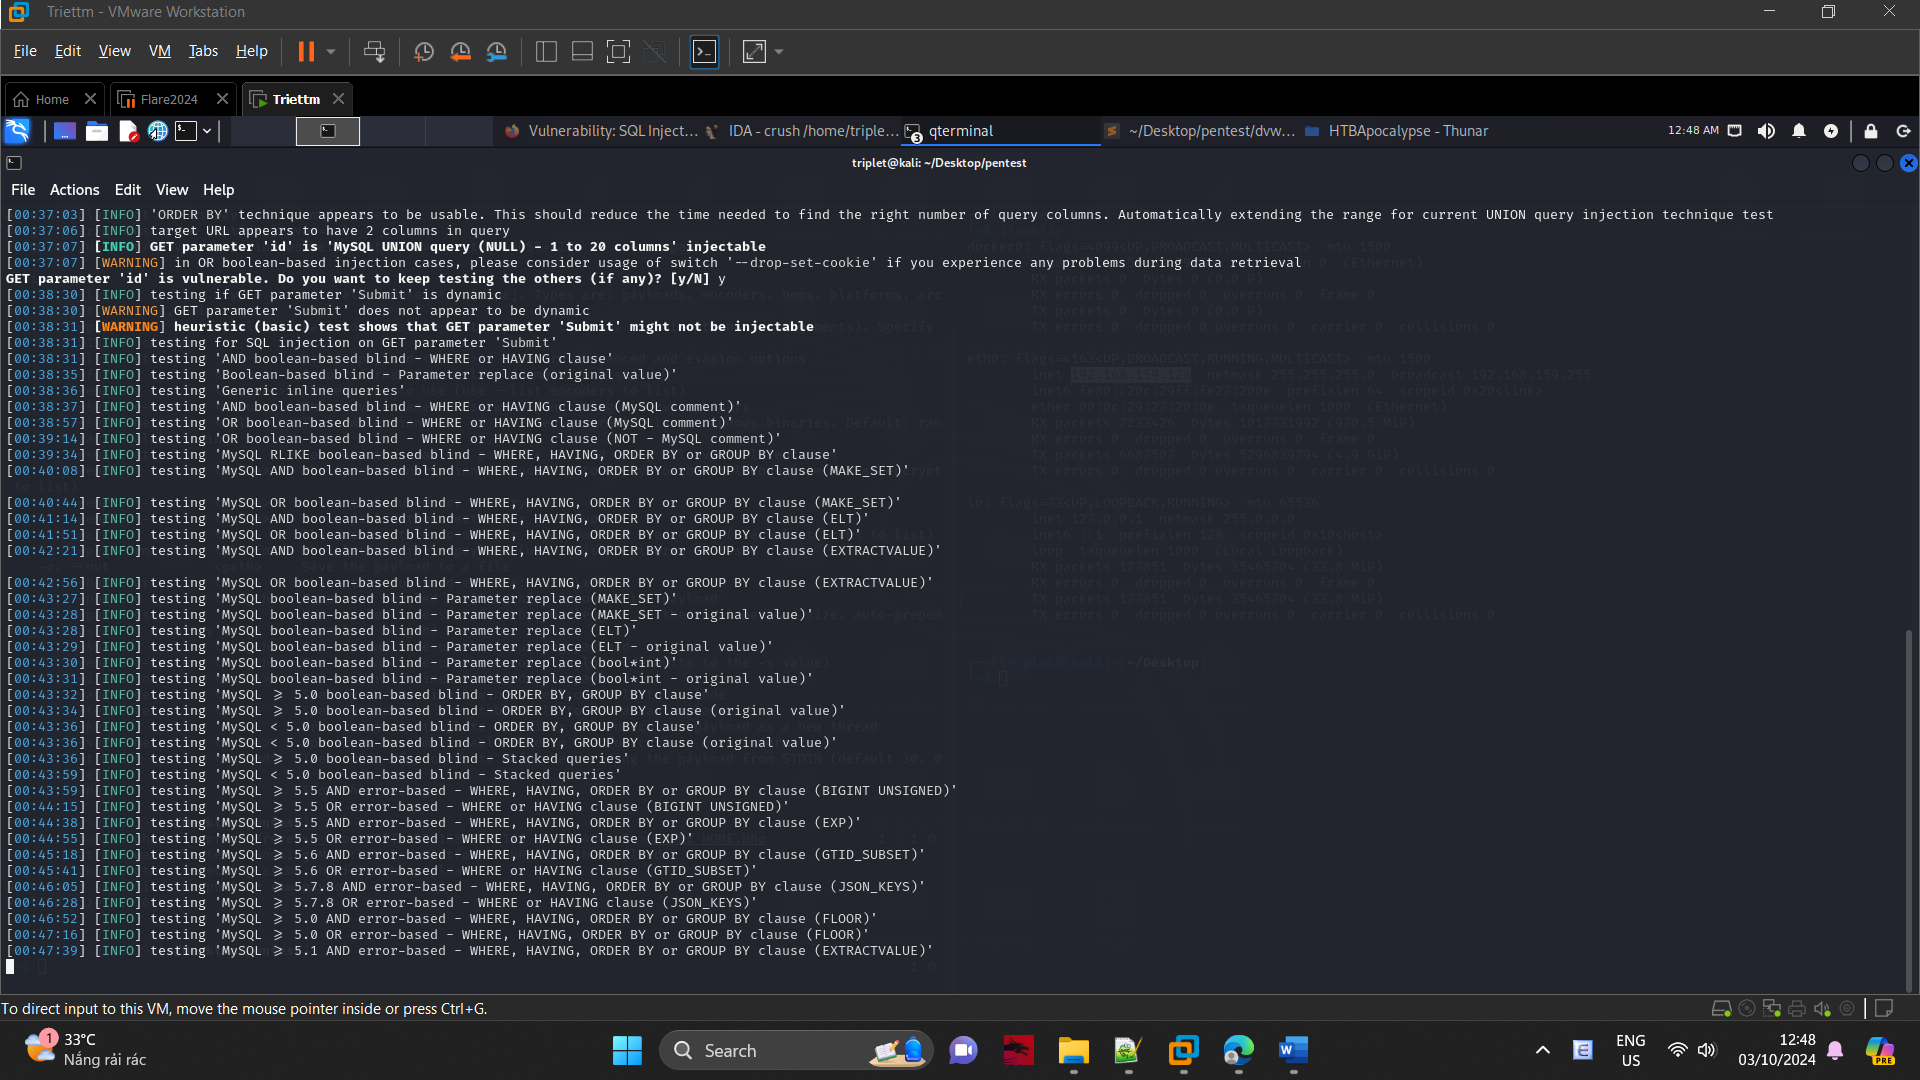 Triettm - VMware Workstation
File Edit View VM Tabs Help
Home Flare2024 Triettm
Vulnerability: SQL Inject... IDA - crush /home/triple... qterminal ~/Desktop/pentest/dvw... HTBApocalypse - Thunar 12:48 AM
3
triplet@kali: ~/Desktop/pentest
File Actions Edit View Help
[00:37:03] [INFO] 'ORDER BY' technique appears to be usable. This should reduce the time needed to find the right number of query columns. Automatically extending the range for current UNION query injection technique test
[00:37:06] [INFO] target URL appears to have 2 columns in query
[00:37:07] [INFO] GET parameter 'id' is 'MySQL UNION query (NULL) - 1 to 20 columns' injectable
[00:37:07] [WARNING] in OR boolean-based injection cases, please consider usage of switch '--drop-set-cookie' if you experience any problems during data retrieval
GET parameter 'id' is vulnerable. Do you want to keep testing the others (if any)? [y/N] y
[00:38:30] [INFO] testing if GET parameter 'Submit' is dynamic
[00:38:30] [WARNING] GET parameter 'Submit' does not appear to be dynamic
[00:38:31] [WARNING] heuristic (basic) test shows that GET parameter 'Submit' might not be injectable
[00:38:31] [INFO] testing for SQL injection on GET parameter 'Submit'
[00:38:31] [INFO] testing 'AND boolean-based blind - WHERE or HAVING clause'
[00:38:35] [INFO] testing 'Boolean-based blind - Parameter replace (original value)'
[00:38:36] [INFO] testing 'Generic inline queries'
[00:38:37] [INFO] testing 'AND boolean-based blind - WHERE or HAVING clause (MySQL comment)'
[00:38:57] [INFO] testing 'OR boolean-based blind - WHERE or HAVING clause (MySQL comment)'
[00:39:14] [INFO] testing 'OR boolean-based blind - WHERE or HAVING clause (NOT - MySQL comment)'
[00:39:34] [INFO] testing 'MySQL RLIKE boolean-based blind - WHERE, HAVING, ORDER BY or GROUP BY clause'
[00:40:08] [INFO] testing 'MySQL AND boolean-based blind - WHERE, HAVING, ORDER BY or GROUP BY clause (MAKE_SET)'
[00:40:44] [INFO] testing 'MySQL OR boolean-based blind - WHERE, HAVING, ORDER BY or GROUP BY clause (MAKE_SET)'
[00:41:14] [INFO] testing 'MySQL AND boolean-based blind - WHERE, HAVING, ORDER BY or GROUP BY clause (ELT)'
[00:41:51] [INFO] testing 'MySQL OR boolean-based blind - WHERE, HAVING, ORDER BY or GROUP BY clause (ELT)'
[00:42:21] [INFO] testing 'MySQL AND boolean-based blind - WHERE, HAVING, ORDER BY or GROUP BY clause (EXTRACTVALUE)'
[00:42:56] [INFO] testing 'MySQL OR boolean-based blind - WHERE, HAVING, ORDER BY or GROUP BY clause (EXTRACTVALUE)'
[00:43:27] [INFO] testing 'MySQL boolean-based blind - Parameter replace (MAKE_SET)'
[00:43:28] [INFO] testing 'MySQL boolean-based blind - Parameter replace (MAKE_SET - original value)'
[00:43:28] [INFO] testing 'MySQL boolean-based blind - Parameter replace (ELT)'
[00:43:29] [INFO] testing 'MySQL boolean-based blind - Parameter replace (ELT - original value)'
[00:43:30] [INFO] testing 'MySQL boolean-based blind - Parameter replace (bool*int)'
[00:43:31] [INFO] testing 'MySQL boolean-based blind - Parameter replace (bool*int - original value)'
[00:43:32] [INFO] testing 'MySQL ≥ 5.0 boolean-based blind - ORDER BY, GROUP BY clause'
[00:43:34] [INFO] testing 'MySQL ≥ 5.0 boolean-based blind - ORDER BY, GROUP BY clause (original value)'
[00:43:36] [INFO] testing 'MySQL < 5.0 boolean-based blind - ORDER BY, GROUP BY clause'
[00:43:36] [INFO] testing 'MySQL < 5.0 boolean-based blind - ORDER BY, GROUP BY clause (original value)'
[00:43:36] [INFO] testing 'MySQL ≥ 5.0 boolean-based blind - Stacked queries'
[00:43:59] [INFO] testing 'MySQL < 5.0 boolean-based blind - Stacked queries'
[00:43:59] [INFO] testing 'MySQL ≥ 5.5 AND error-based - WHERE, HAVING, ORDER BY or GROUP BY clause (BIGINT UNSIGNED)'
[00:44:15] [INFO] testing 'MySQL ≥ 5.5 OR error-based - WHERE or HAVING clause (BIGINT UNSIGNED)'
[00:44:38] [INFO] testing 'MySQL ≥ 5.5 AND error-based - WHERE, HAVING, ORDER BY or GROUP BY clause (EXP)'
[00:44:55] [INFO] testing 'MySQL ≥ 5.5 OR error-based - WHERE or HAVING clause (EXP)'
[00:45:18] [INFO] testing 'MySQL ≥ 5.6 AND error-based - WHERE, HAVING, ORDER BY or GROUP BY clause (GTID_SUBSET)'
[00:45:41] [INFO] testing 'MySQL ≥ 5.6 OR error-based - WHERE or HAVING clause (GTID_SUBSET)'
[00:46:05] [INFO] testing 'MySQL ≥ 5.7.8 AND error-based - WHERE, HAVING, ORDER BY or GROUP BY clause (JSON_KEYS)'
[00:46:28] [INFO] testing 'MySQL ≥ 5.7.8 OR error-based - WHERE or HAVING clause (JSON_KEYS)'
[00:46:52] [INFO] testing 'MySQL ≥ 5.0 AND error-based - WHERE, HAVING, ORDER BY or GROUP BY clause (FLOOR)'
[00:47:16] [INFO] testing 'MySQL ≥ 5.0 OR error-based - WHERE, HAVING, ORDER BY or GROUP BY clause (FLOOR)'
[00:47:39] [INFO] testing 'MySQL ≥ 5.1 AND error-based - WHERE, HAVING, ORDER BY or GROUP BY clause (EXTRACTVALUE)'
To direct input to this VM, move the mouse pointer inside or press Ctrl+G.
1
33°C
Nắng rải rác
Search
ENG
US
12:48
03/10/2024
PRE